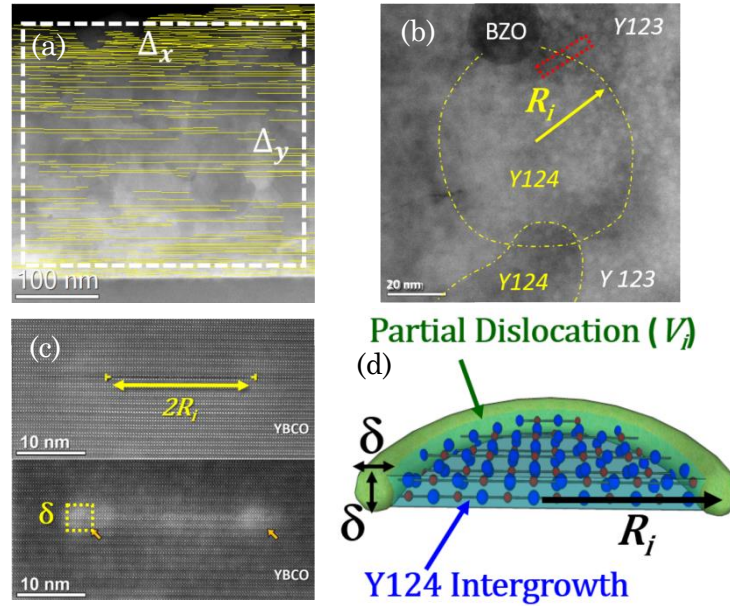 (a)
Δx
Δy
100 nm
(b)
BZO
Y123
Ri
Y124
Y124
Y 123
20 nm
(c)
2Ri
YBCO
10 nm
δ
YBCO
10 nm
Partial Dislocation ( Vi)
(d)
δ
δ
Ri
Y124 Intergrowth